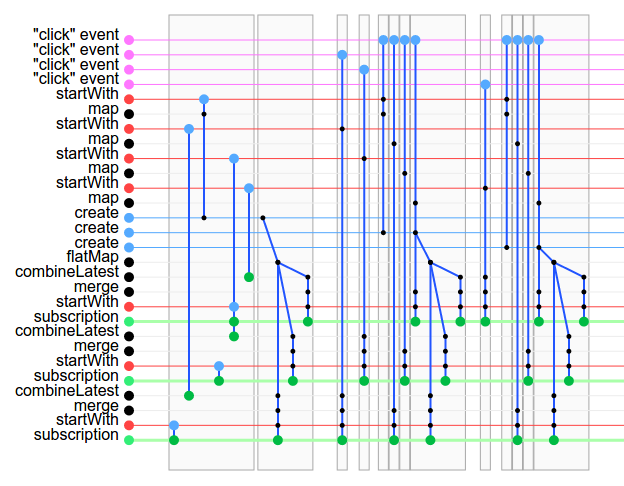 "click" event
"click" event
"click" event
"click" event
startWith
map
startWith
map
startWith
map
startWith
map
create
create
create
flatMap
combineLatest
merge
startWith
subscription
combineLatest
merge
startWith
subscription
combineLatest
merge
startWith
subscription